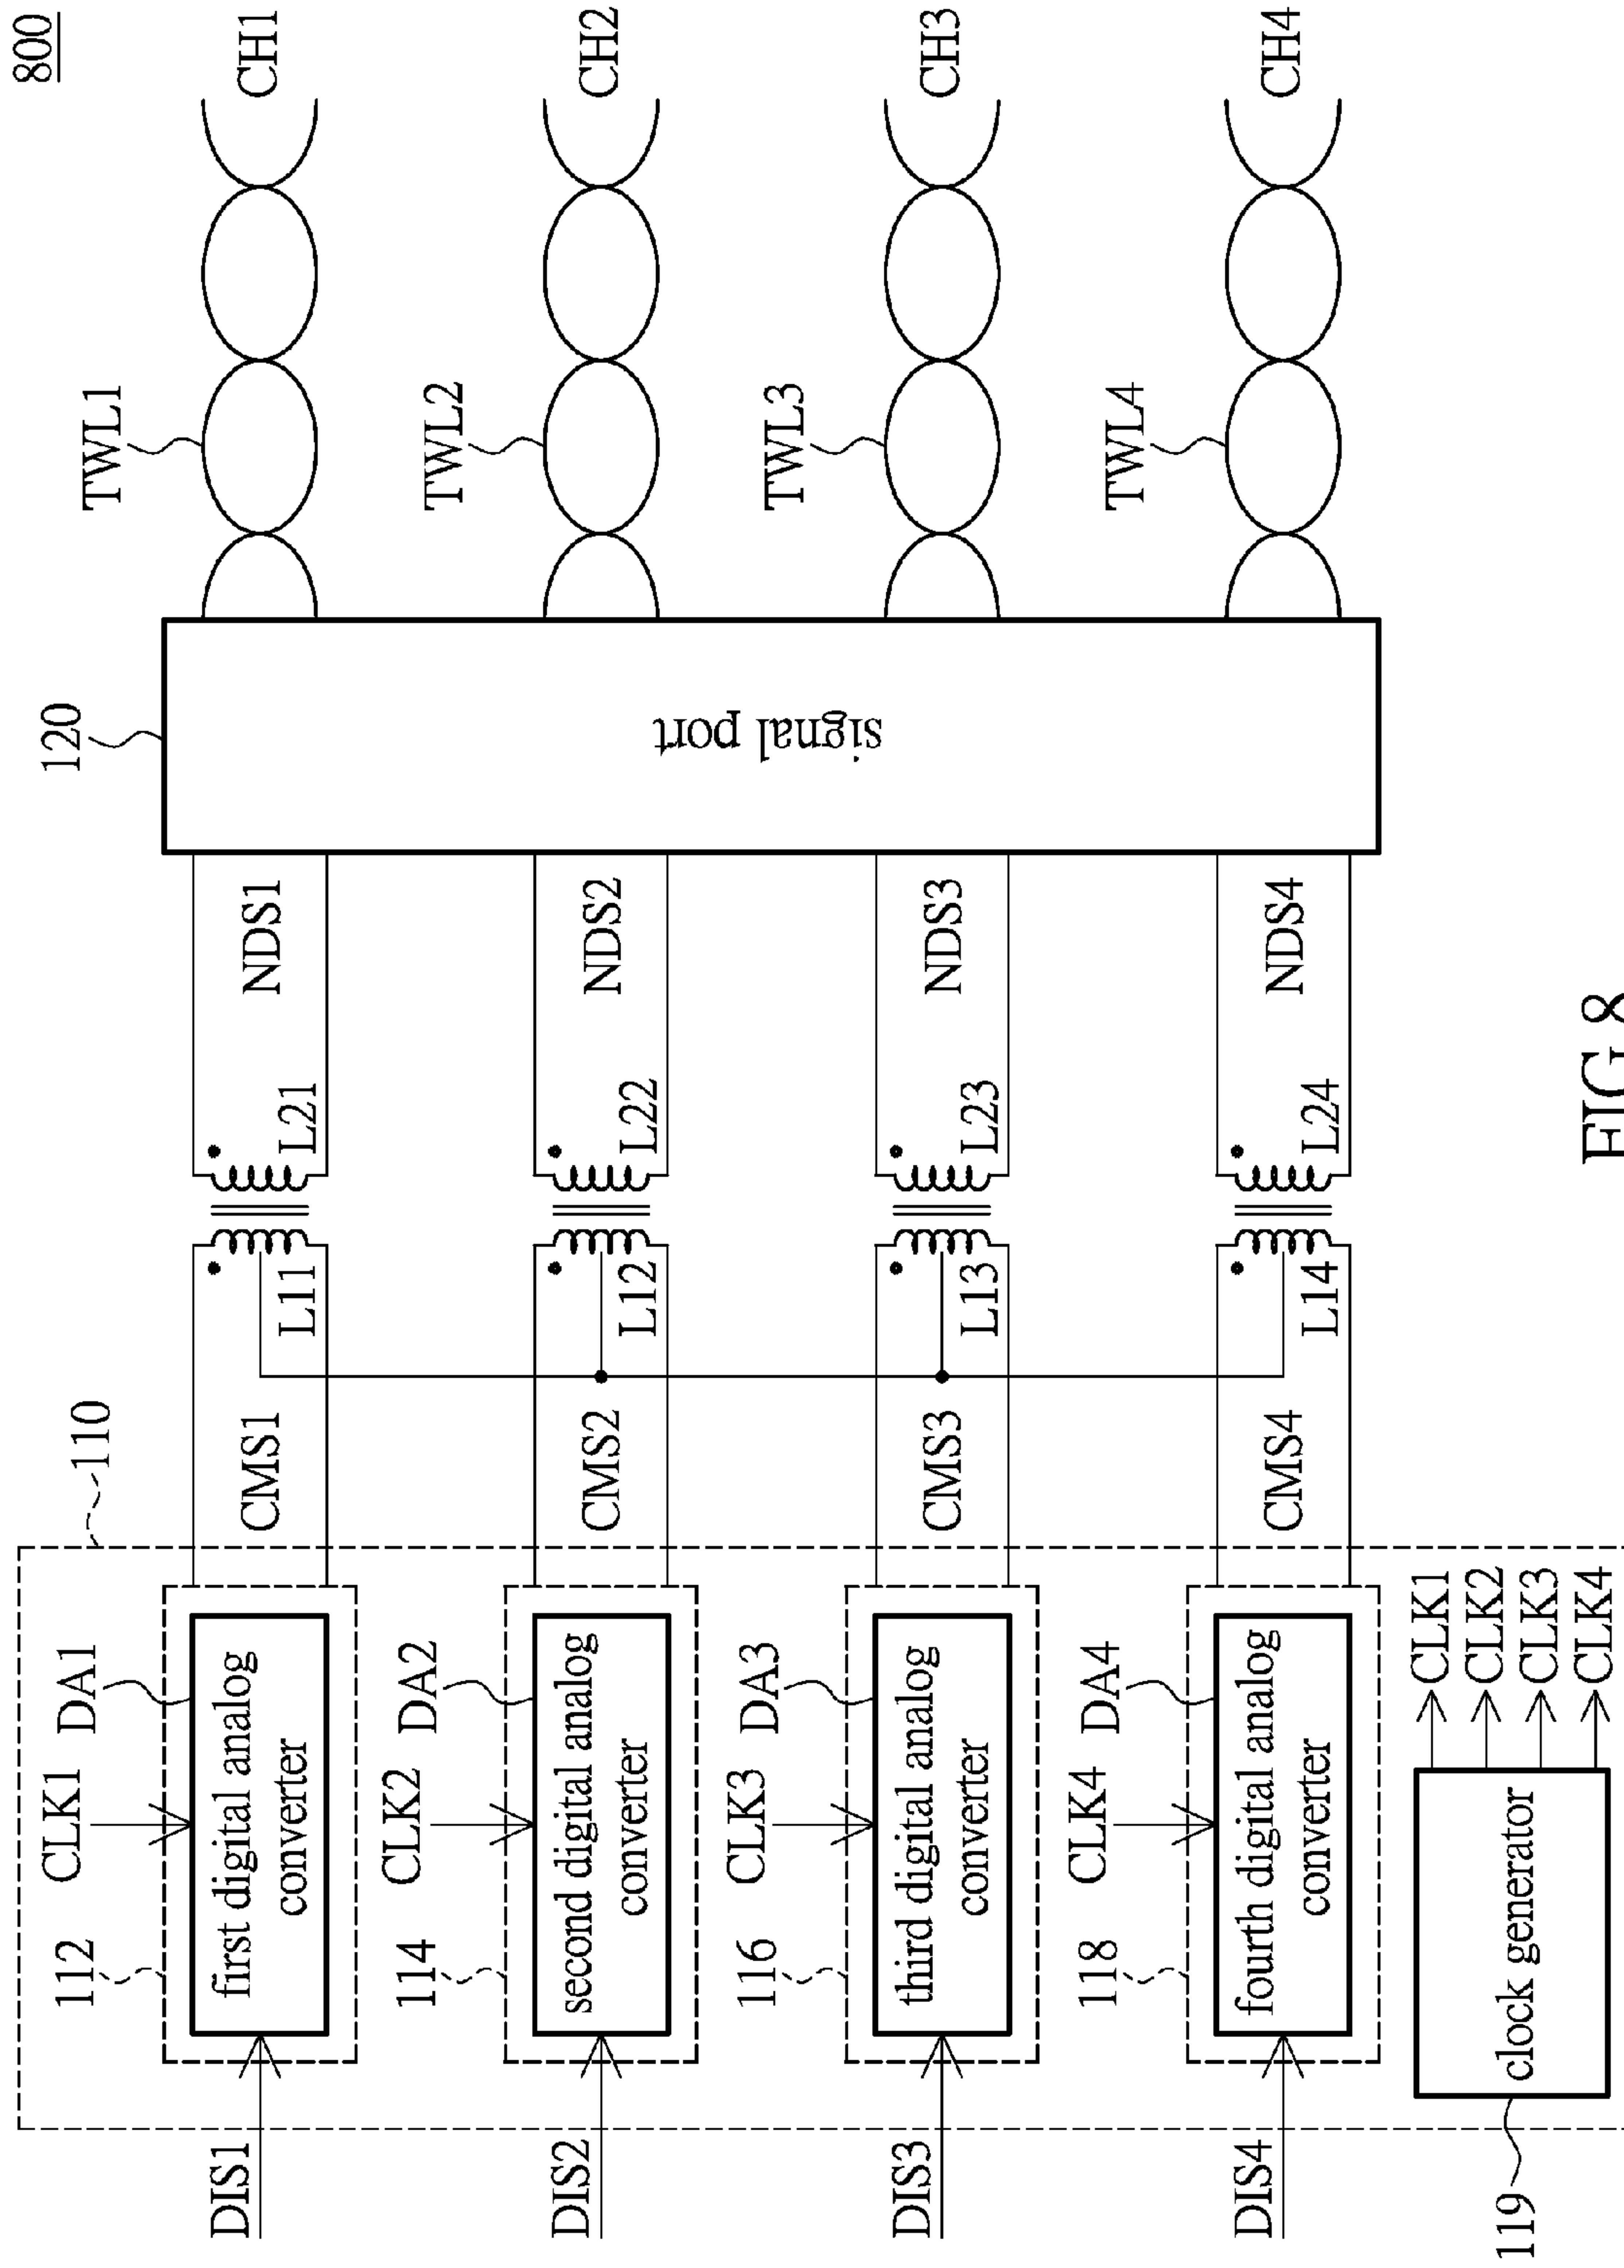 800
DIS1
112
CLK1
DA1
first digital analog
converter
110
CMS1
L11
L21
NDS1
120
signal port
TWL1
CH1
DIS2
114
CLK2
DA2
second digital analog
converter
CMS2
L12
L22
NDS2
TWL2
CH2
DIS3
116
CLK3
DA3
third digital analog
converter
CMS3
L13
L23
NDS3
TWL3
CH3
DIS4
118
CLK4
DA4
fourth digital analog
converter
CMS4
L14
L24
NDS4
TWL4
CH4
119
clock generator
CLK1
CLK2
CLK3
CLK4
FIG 8